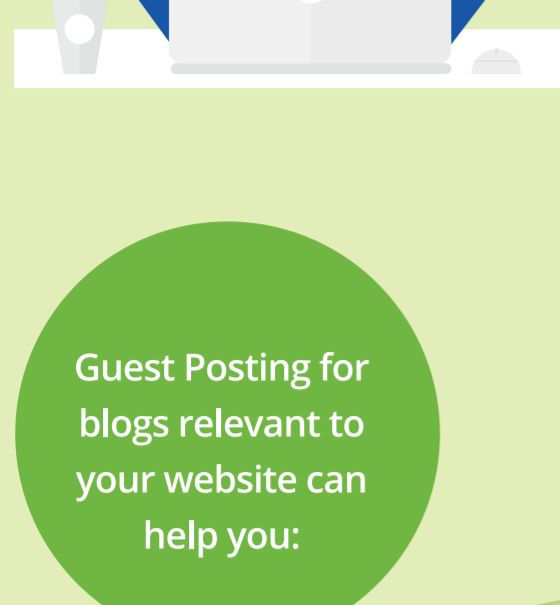 Guest Posting for
blogs relevant to
your website can
help you: